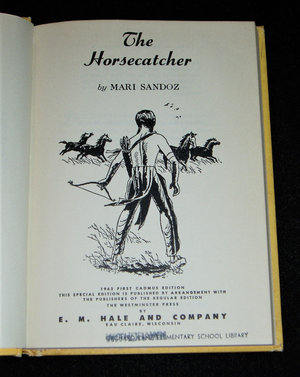 The
Horsecatcher
by MARI SANDOZ
1962 FIRST CADMUS EDITION
THIS SPECIAL EDITION IS PUBLISHED BY ARRANGEMENT WITH
THE PUBLISHERS OF THE REGULAR EDITION
THE WESTMINSTER PRESS
BY
E. M. HALE AND COMPANY
EAU CLAIRE, WISCONSIN
ELEMENTARY SCHOOL LIBRARY